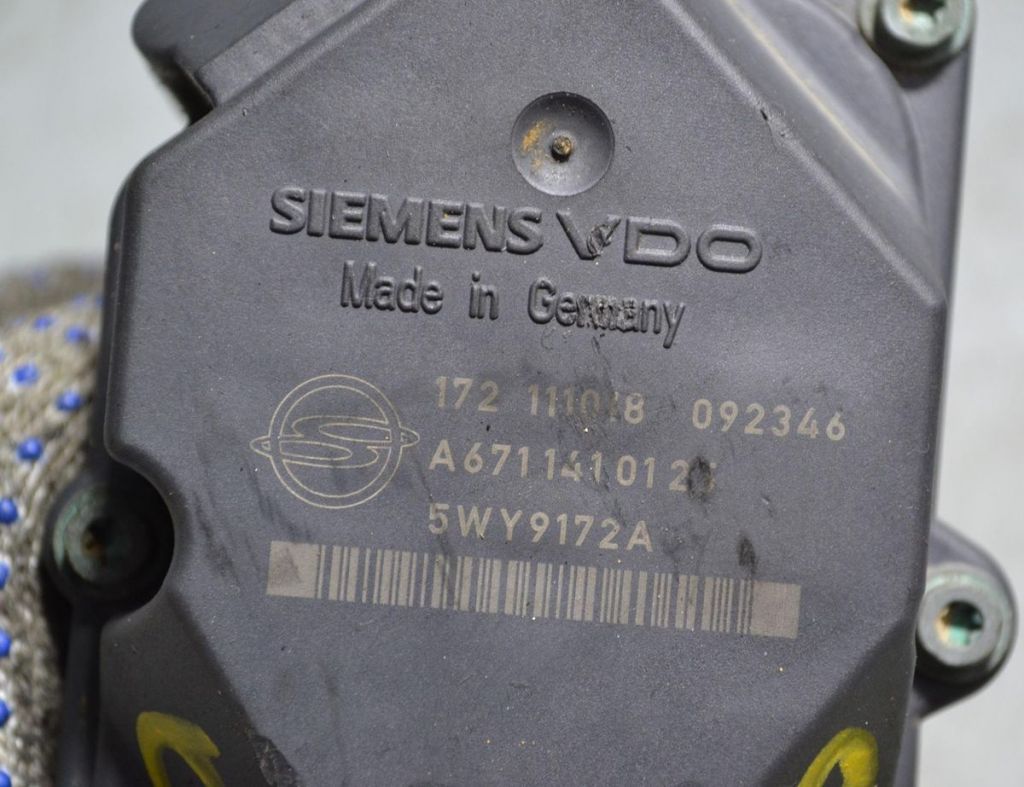 SIEMENS VDO
Made in Germany
172 092346
5WY9172A